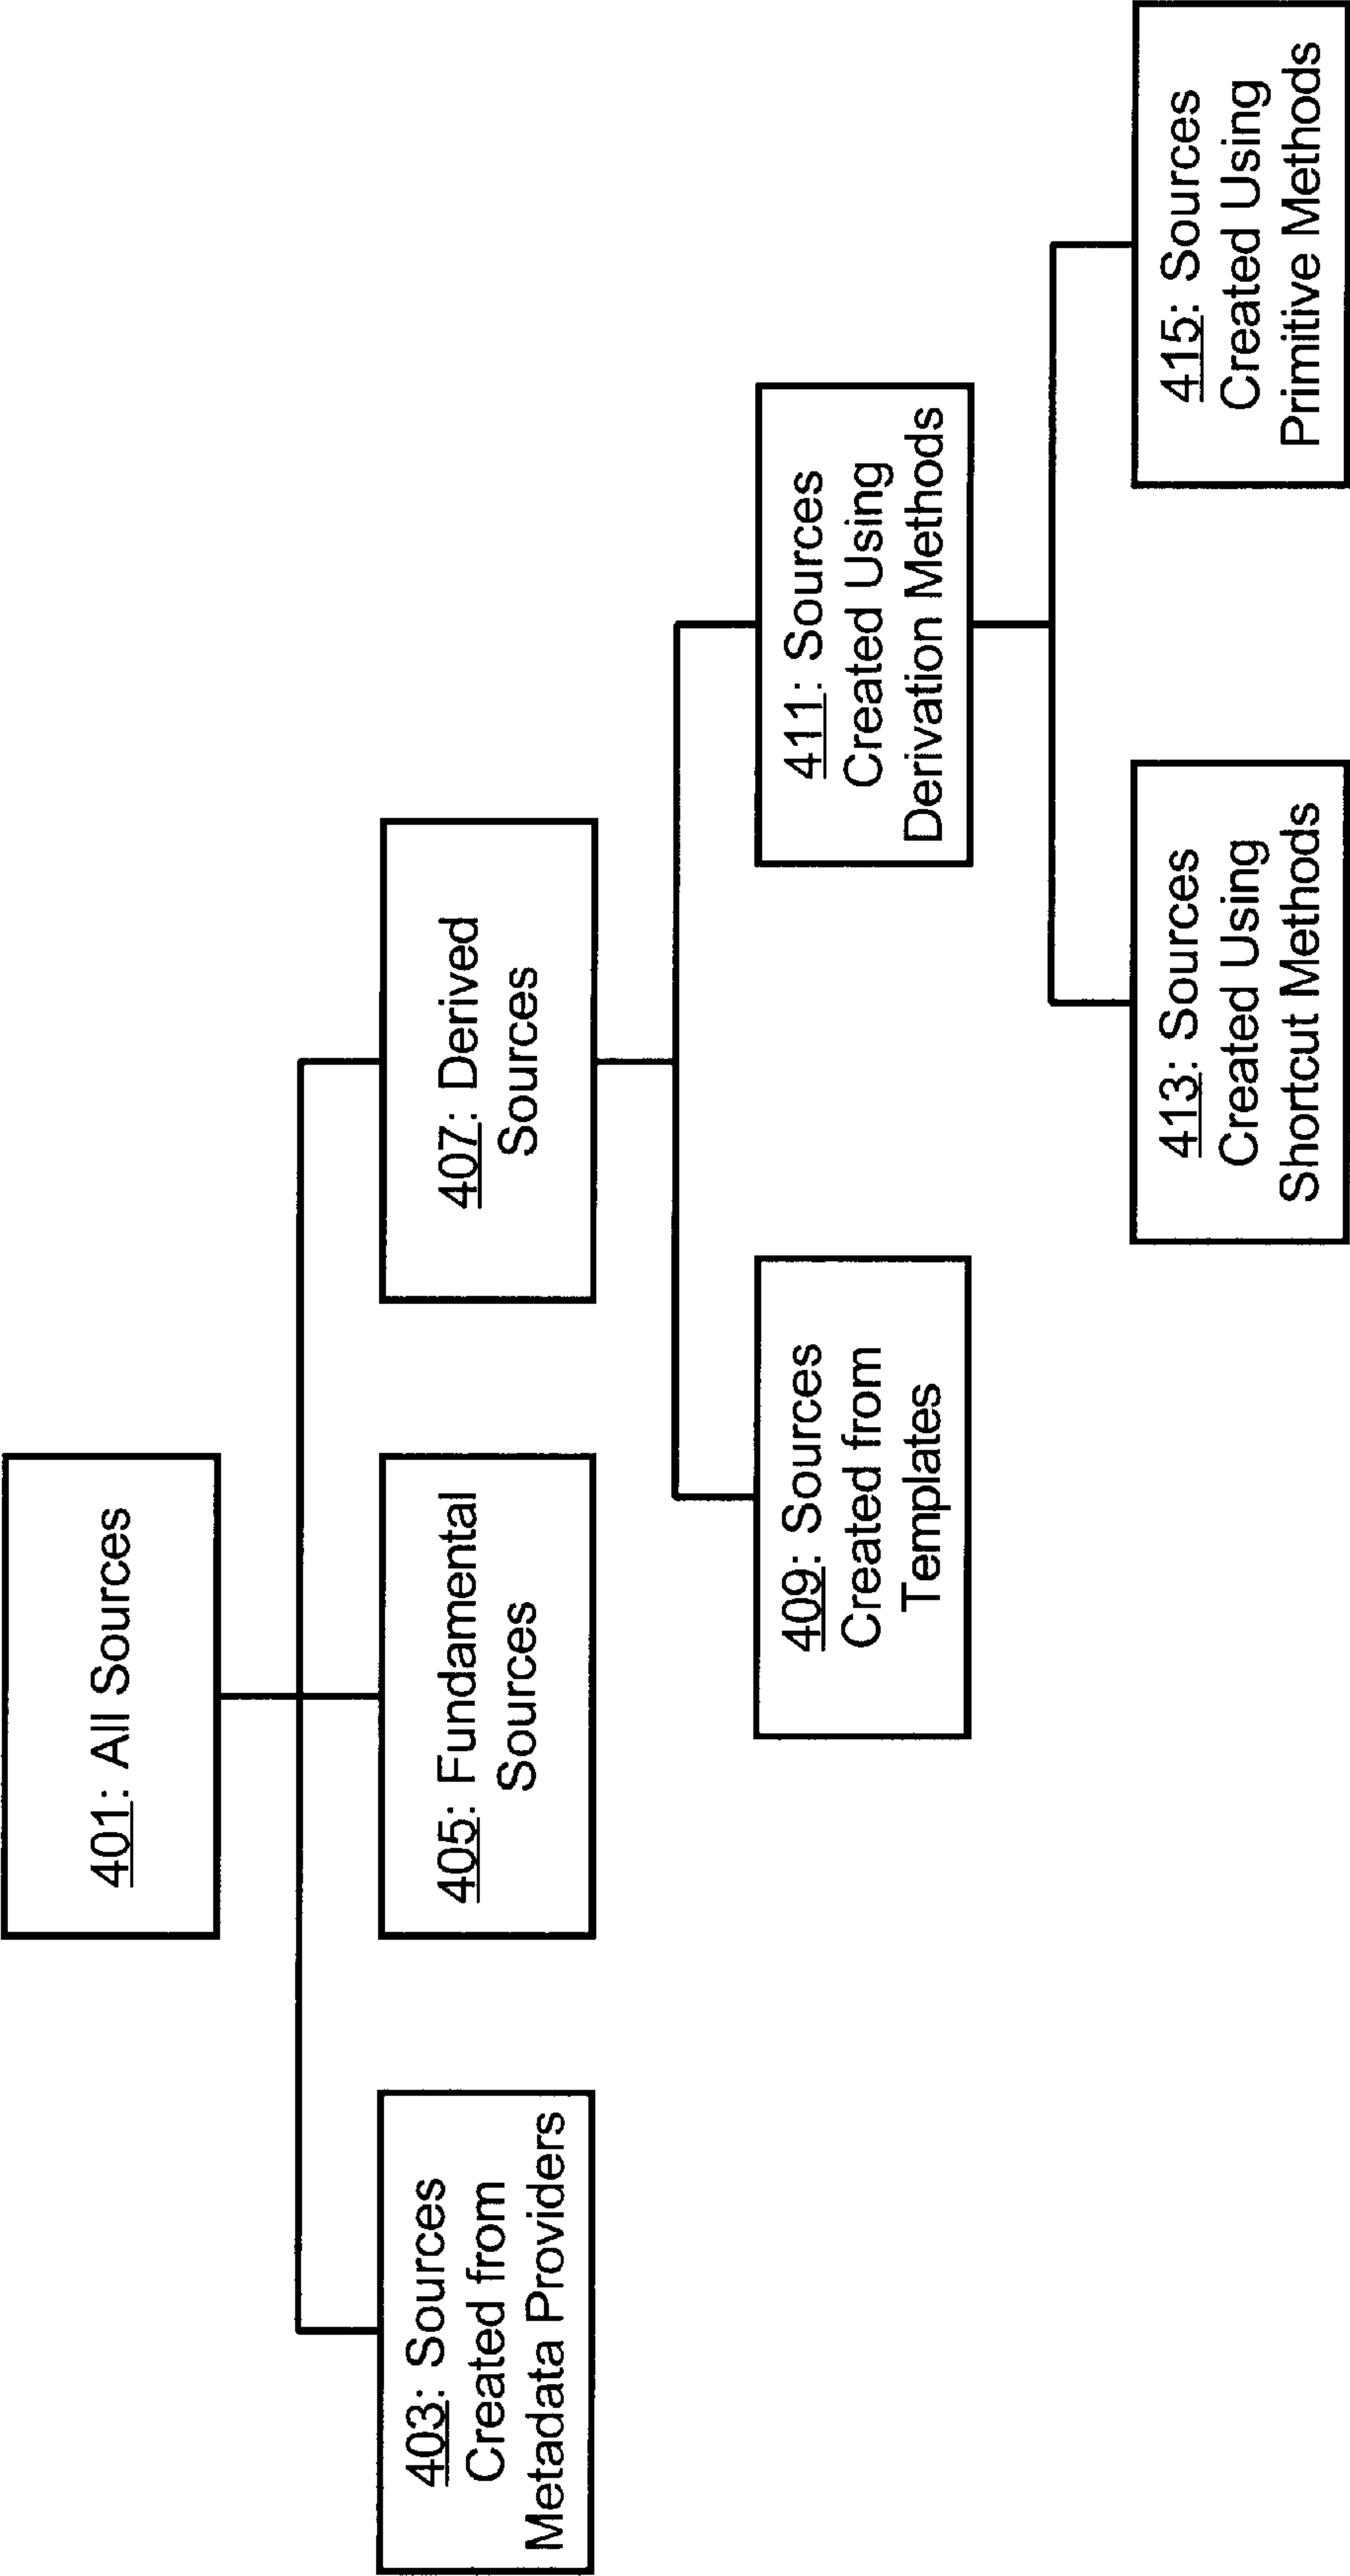 401: All Sources
403: Sources
Created from
Metadata Providers
405: Fundamental
Sources
407: Derived
Sources
409: Sources
Created from
Templates
411: Sources
Created Using
Derivation Methods
413: Sources
Created Using
Shortcut Methods
415: Sources
Created Using
Primitive Methods